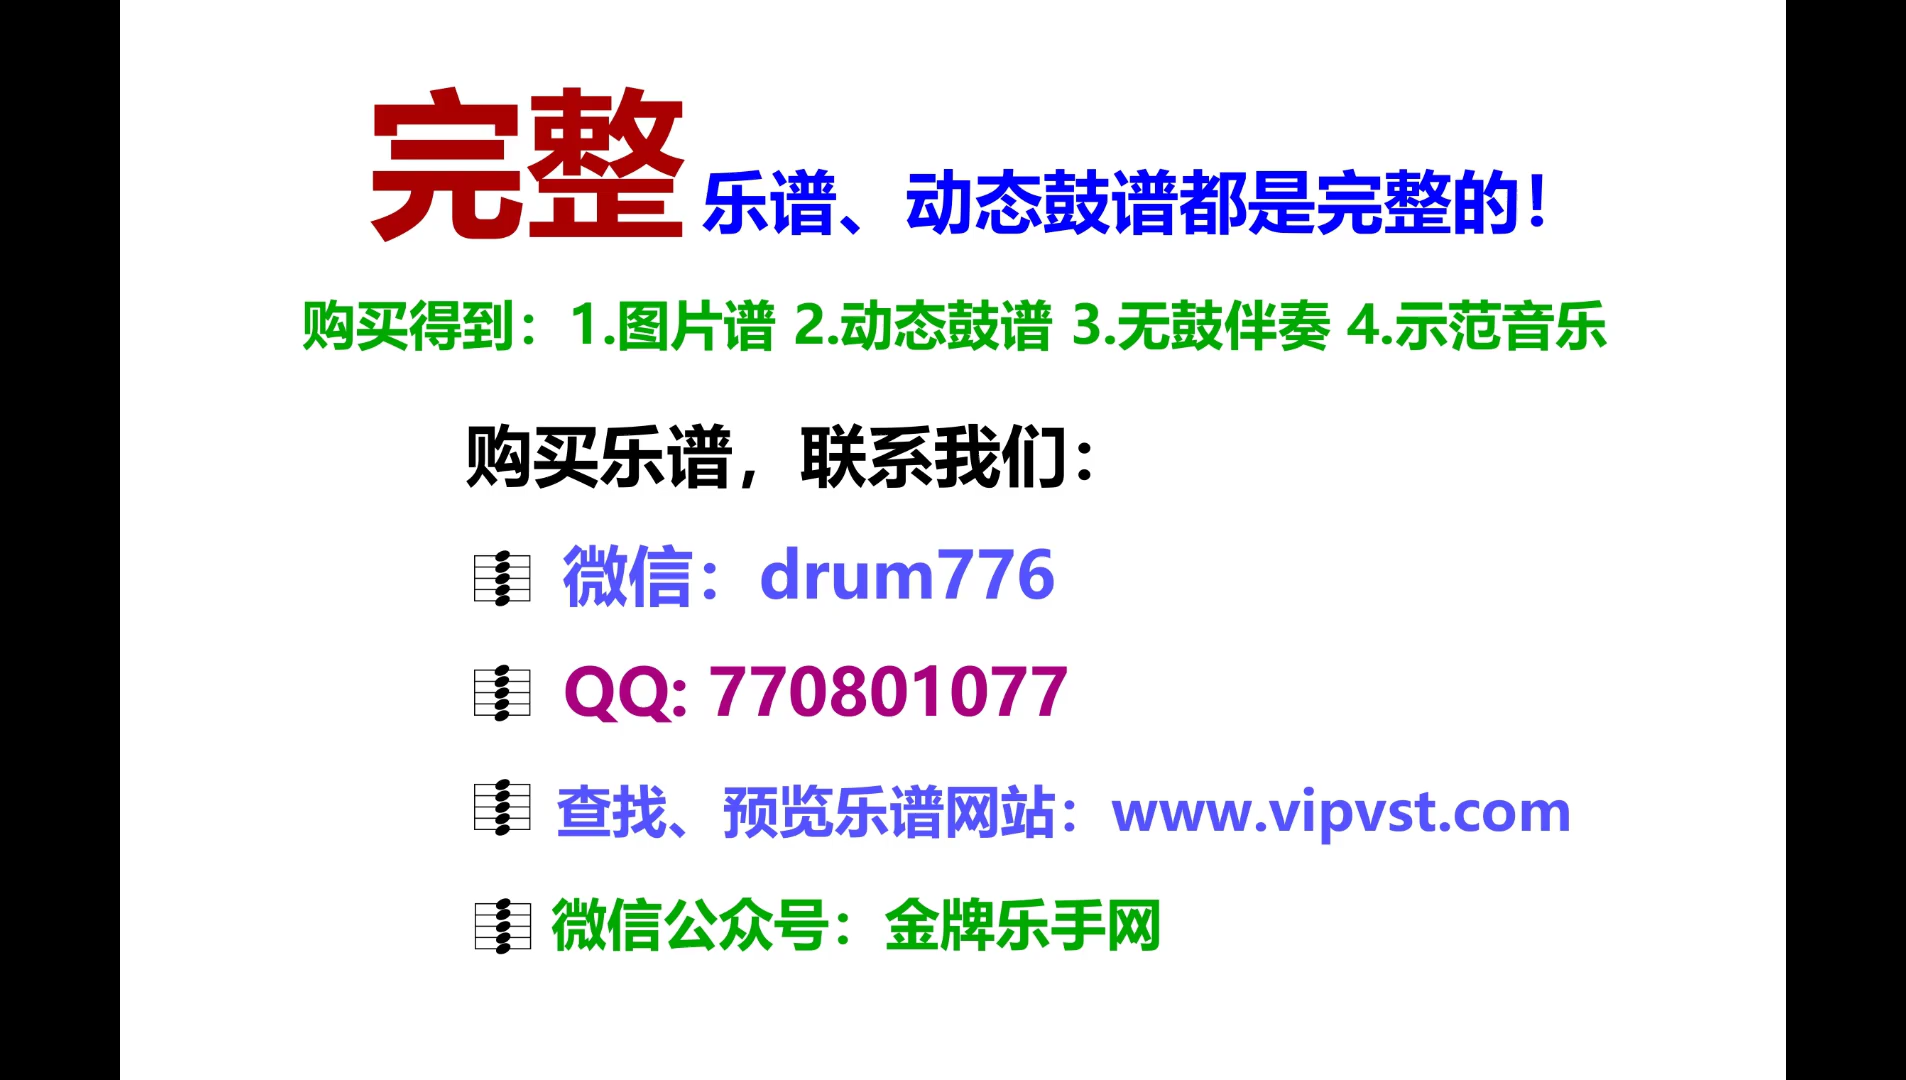 完整 乐谱、动态鼓谱都是完整的！
购买得到：1.图片谱 2.动态鼓谱 3.无鼓伴奏 4.示范音乐
购买乐谱，联系我们：
微信：drum776
QQ: 770801077
查找、预览乐谱网站：www.vipvst.com
微信公众号：金牌乐手网